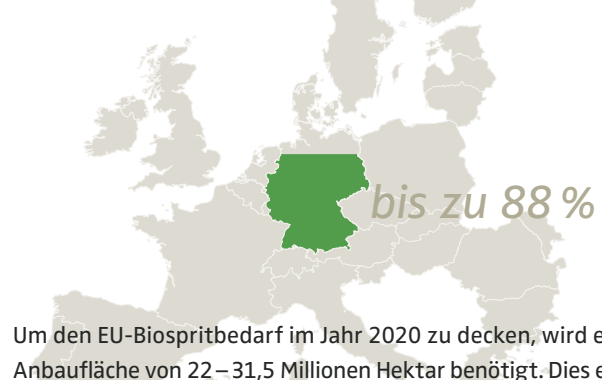 bis zu 88 %
Um den EU-Biospritbedarf im Jahr 2020 zu decken, wird
Anbaufläche von 22–31,5 Millionen Hektar benötigt. Dies